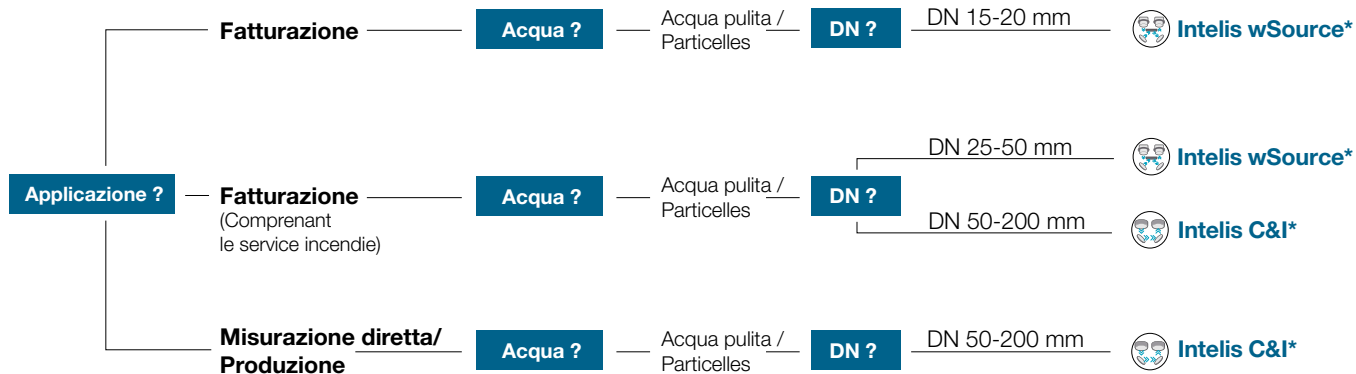 Fatturazione
Acqua ?
Acqua pulita /
Particelles
DN ?
DN 15-20 mm
Intelis wSource*
Applicazione ?
Fatturazione
(Comprenant
le service incendie)
Acqua ?
Acqua pulita /
Particelles
DN ?
DN 25-50 mm
Intelis wSource*
DN 50-200 mm
Intelis C&I*
Misurazione diretta/
Produzione
Acqua ?
Acqua pulita /
Particelles
DN ?
DN 50-200 mm
Intelis C&I*